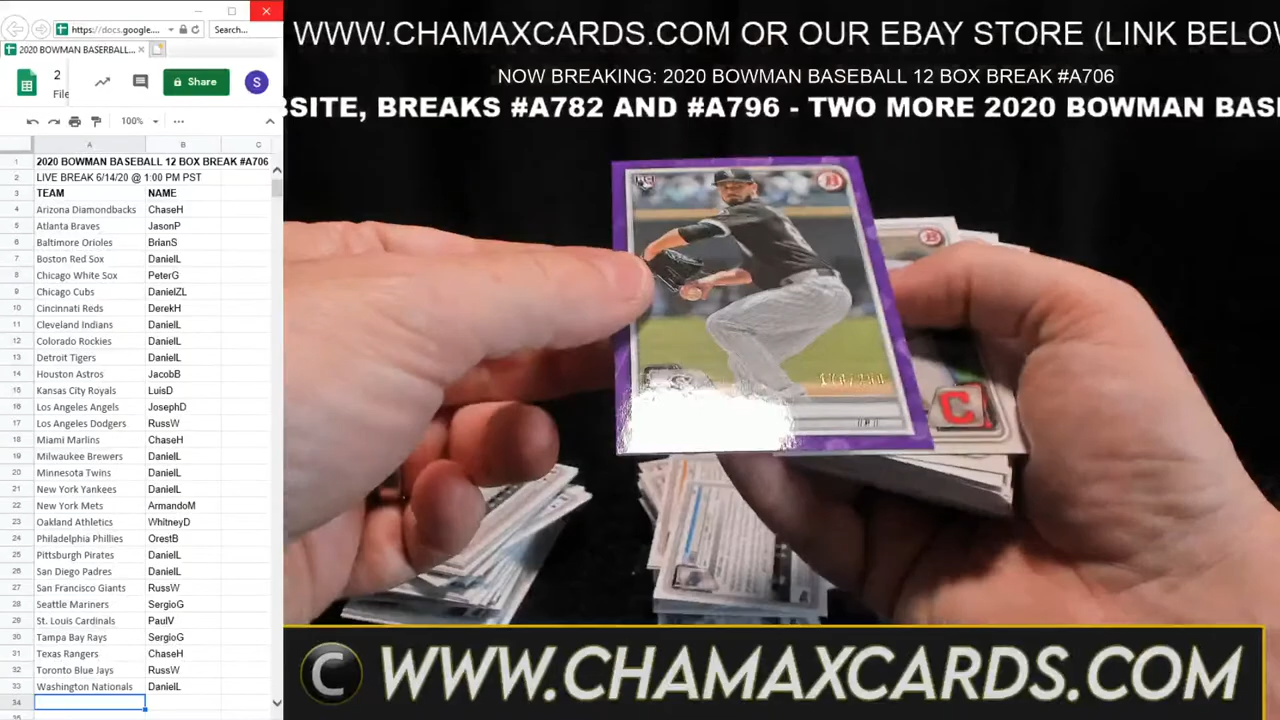 https://docs.google....
Search...
2020 BOWMAN BASEBALL...
2
File
Share
S
100%
A B C
1 2020 BOWMAN BASEBALL 12 BOX BREAK #A706
2 LIVE BREAK 6/14/20 @ 1:00 PM PST
3 TEAM NAME
4 Arizona Diamondbacks ChaseH
5 Atlanta Braves JasonP
6 Baltimore Orioles BrianS
7 Boston Red Sox DanielL
8 Chicago White Sox PeterG
9 Chicago Cubs DanielZL
10 Cincinnati Reds DerekH
11 Cleveland Indians DanielL
12 Colorado Rockies DanielL
13 Detroit Tigers DanielL
14 Houston Astros JacobB
15 Kansas City Royals LuisD
16 Los Angeles Angels JosephD
17 Los Angeles Dodgers RussW
18 Miami Marlins ChaseH
19 Milwaukee Brewers DanielL
20 Minnesota Twins DanielL
21 New York Yankees DanielL
22 New York Mets ArmandoM
23 Oakland Athletics WhitneyD
24 Philadelphia Phillies OrestB
25 Pittsburgh Pirates DanielL
26 San Diego Padres DanielL
27 San Francisco Giants RussW
28 Seattle Mariners SergioG
29 St. Louis Cardinals PaulV
30 Tampa Bay Rays SergioG
31 Texas Rangers ChaseH
32 Toronto Blue Jays RussW
33 Washington Nationals DanielL
34
WWW.CHAMAXCARDS.COM OR OUR EBAY STORE (LINK BELOW
NOW BREAKING: 2020 BOWMAN BASEBALL 12 BOX BREAK #A706
SITE, BREAKS #A782 AND #A796 - TWO MORE 2020 BOWMAN BAS
RC
B
B
C
C
WWW.CHAMAXCARDS.COM